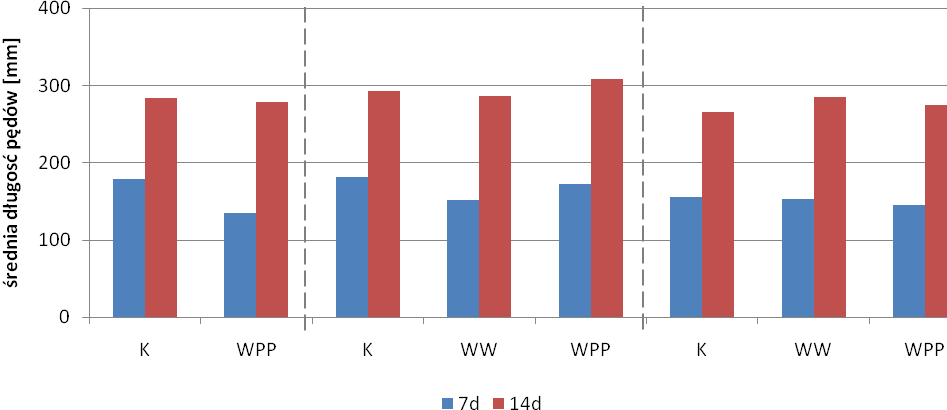 średnia długość pędów [mm]
400
300
200
100
0
K WPP K WW WPP K WW WPP
7d 14d